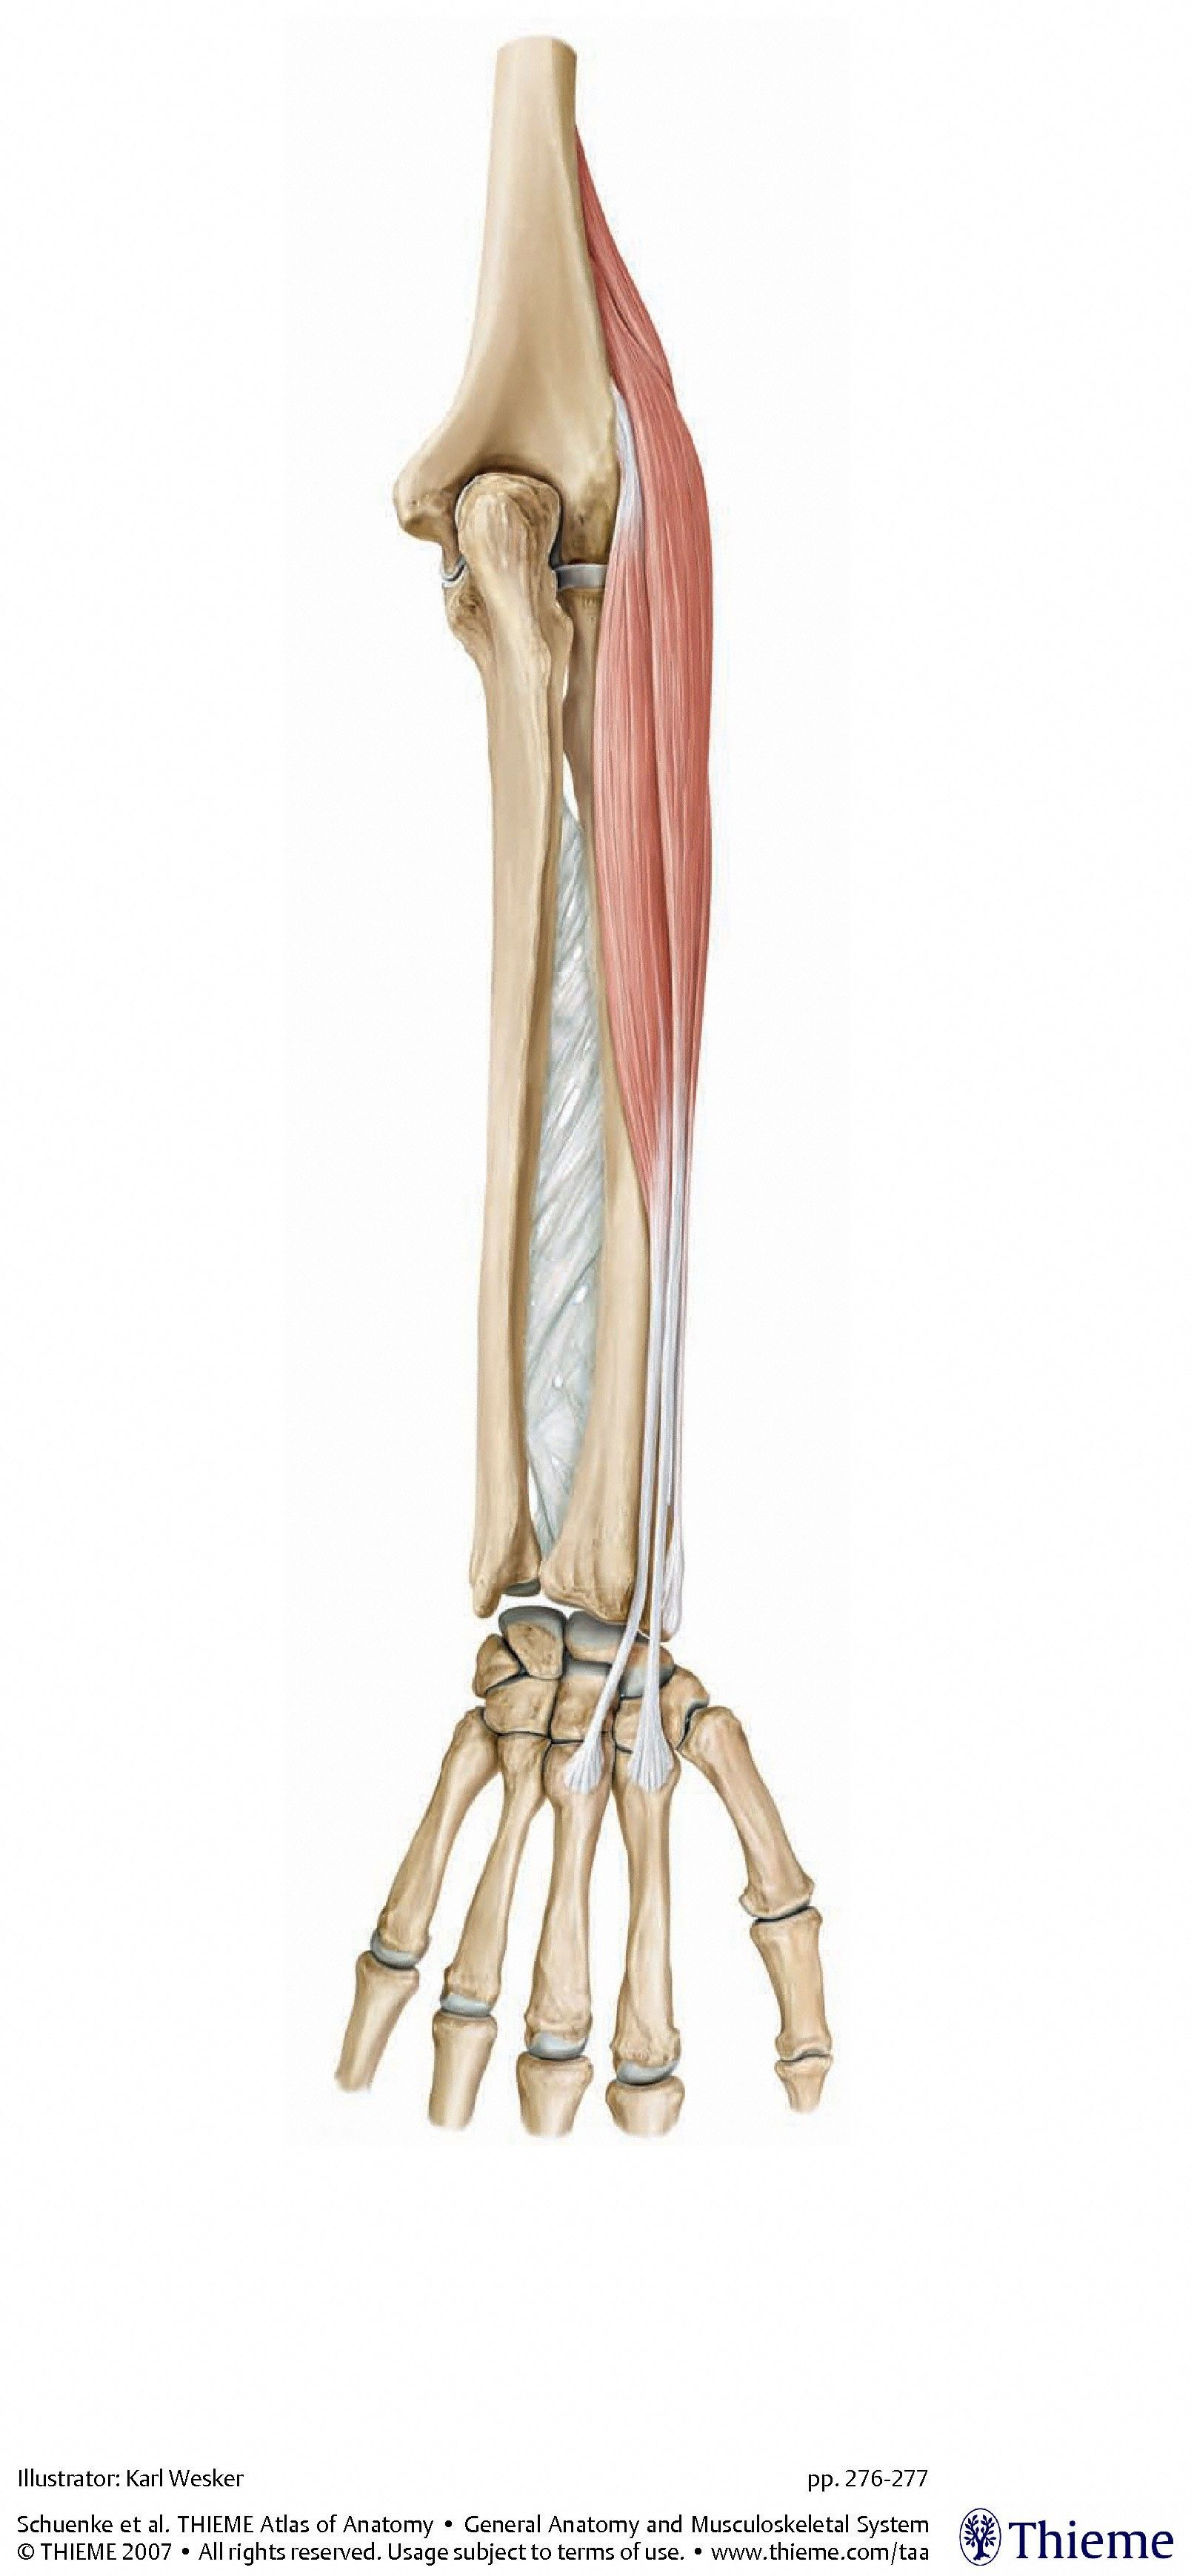 Illustrator: Karl Wesker pp. 276-277
Schuenke et al. THIEME Atlas of Anatomy • General Anatomy and Musculoskeletal System
© THIEME 2007 • All rights reserved. Usage subject to terms of use. • www.thieme.com/taa
Thieme